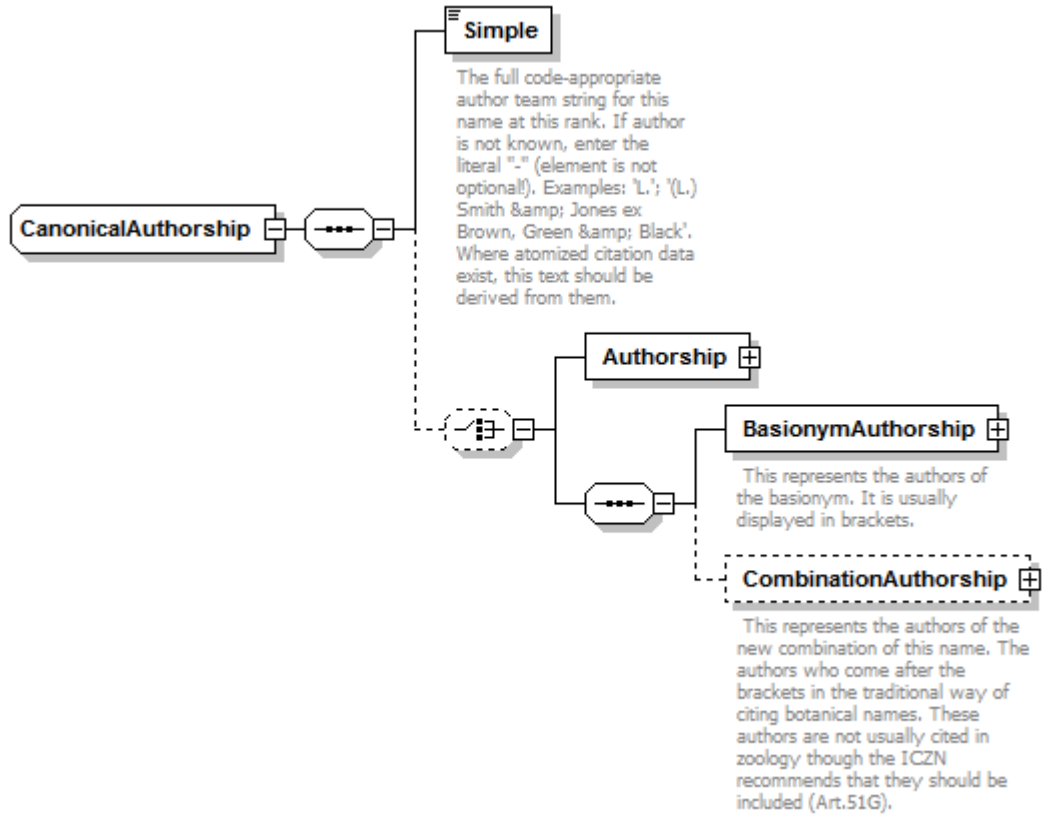 Simple
The full code-appropriate
author team string for this
name at this rank. If author
is not known, enter the
literal "-" (element is not
optional!). Examples: 'L.'; '(L.)
Smith &amp; Jones ex
Brown, Green &amp; Black'.
Where atomized citation data
exist, this text should be
derived from them.
CanonicalAuthorship
Authorship
BasionymAuthorship
This represents the authors of
the basionym. It is usually
displayed in brackets.
CombinationAuthorship
This represents the authors of the
new combination of this name. The
authors who come after the
brackets in the traditional way of
citing botanical names. These
authors are not usually cited in
zoology though the ICZN
recommends that they should be
included (Art.51G).